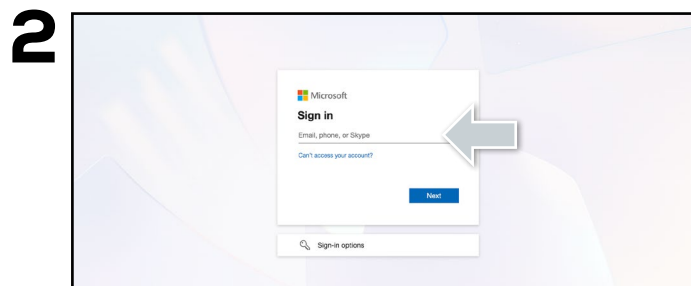 2
Microsoft
Sign in
Email, phone, or Skype
Can't access your account?
Next
Sign-in options